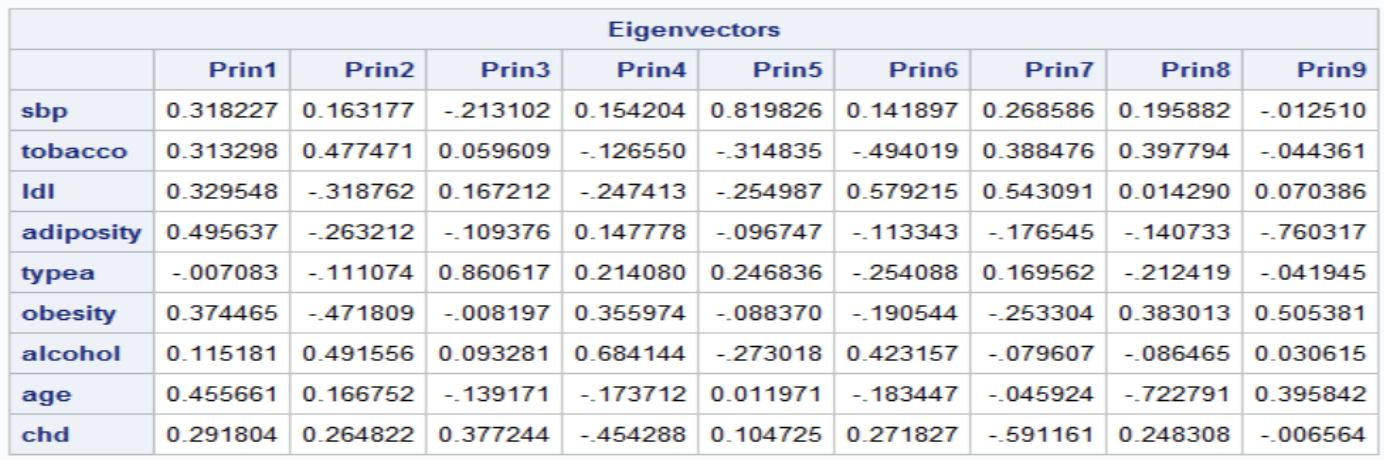 Eigenvectors
Prin1 Prin2 Prin3 Prin4 Prin5 Prin6 Prin7 Prin8 Prin9
sbp 0.318227 0.163177 -.213102 0.154204 0.819826 0.141897 0.268586 0.195882 -.012510
tobacco 0.313298 0.477471 0.059609 -.126550 -.314835 -.494019 0.388476 0.397794 -.044361
ldl 0.329548 -.318762 0.167212 -.247413 -.254987 0.579215 0.543091 0.014290 0.070386
adiposity 0.495637 -.263212 -.109376 0.147778 -.096747 -.113343 -.176545 -.140733 -.760317
typea -.007083 -.111074 0.860617 0.214080 0.246836 -.254088 0.169562 -.212419 -.041945
obesity 0.374465 -.471809 -.008197 0.355974 -.088370 -.190544 -.253304 0.383013 0.505381
alcohol 0.115181 0.491556 0.093281 0.684144 -.273018 0.423157 -.079607 -.086465 0.030615
age 0.455661 0.166752 -.139171 -.173712 0.011971 -.183447 -.045924 -.722791 0.395842
chd 0.291804 0.264822 0.377244 -.454288 0.104725 0.271827 -.591161 0.248308 -.006564